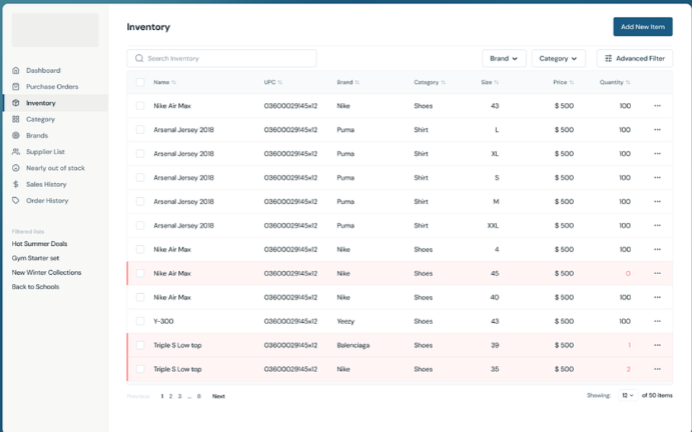 Inventory
Add New Item
Search Inventory
Brand
Category
Advanced Filter
Dashboard
Purchase Orders
Inventory
Category
Brands
Supplier List
Nearly out of stock
Sales History
Order History
Filtered lists
Hot Summer Deals
Gym Starter set
New Winter Collections
Back to Schools
Name UPC Brand Category Size Price Quantity
Nike Air Max 03600029145x12 Nike Shoes 43 $ 500 100 ...
Arsenal Jersey 2018 03600029145x12 Puma Shirt L $ 500 100 ...
Arsenal Jersey 2018 03600029145x12 Puma Shirt XL $ 500 100 ...
Arsenal Jersey 2018 03600029145x12 Puma Shirt S $ 500 100 ...
Arsenal Jersey 2018 03600029145x12 Puma Shirt M $ 500 100 ...
Arsenal Jersey 2018 03600029145x12 Puma Shirt XXL $ 500 100 ...
Nike Air Max 03600029145x12 Nike Shoes 4 $ 500 100 ...
Nike Air Max 03600029145x12 Nike Shoes 45 $ 500 0 ...
Nike Air Max 03600029145x12 Nike Shoes 40 $ 500 100 ...
Y-300 03600029145x12 Yeezy Shoes 43 $ 500 100 ...
Triple S Low top 03600029145x12 Balenciaga Shoes 39 $ 500 1 ...
Triple S Low top 03600029145x12 Nike Shoes 35 $ 500 2 ...
Previous 1 2 3 ... 8 Next
Showing: 12 of 50 items